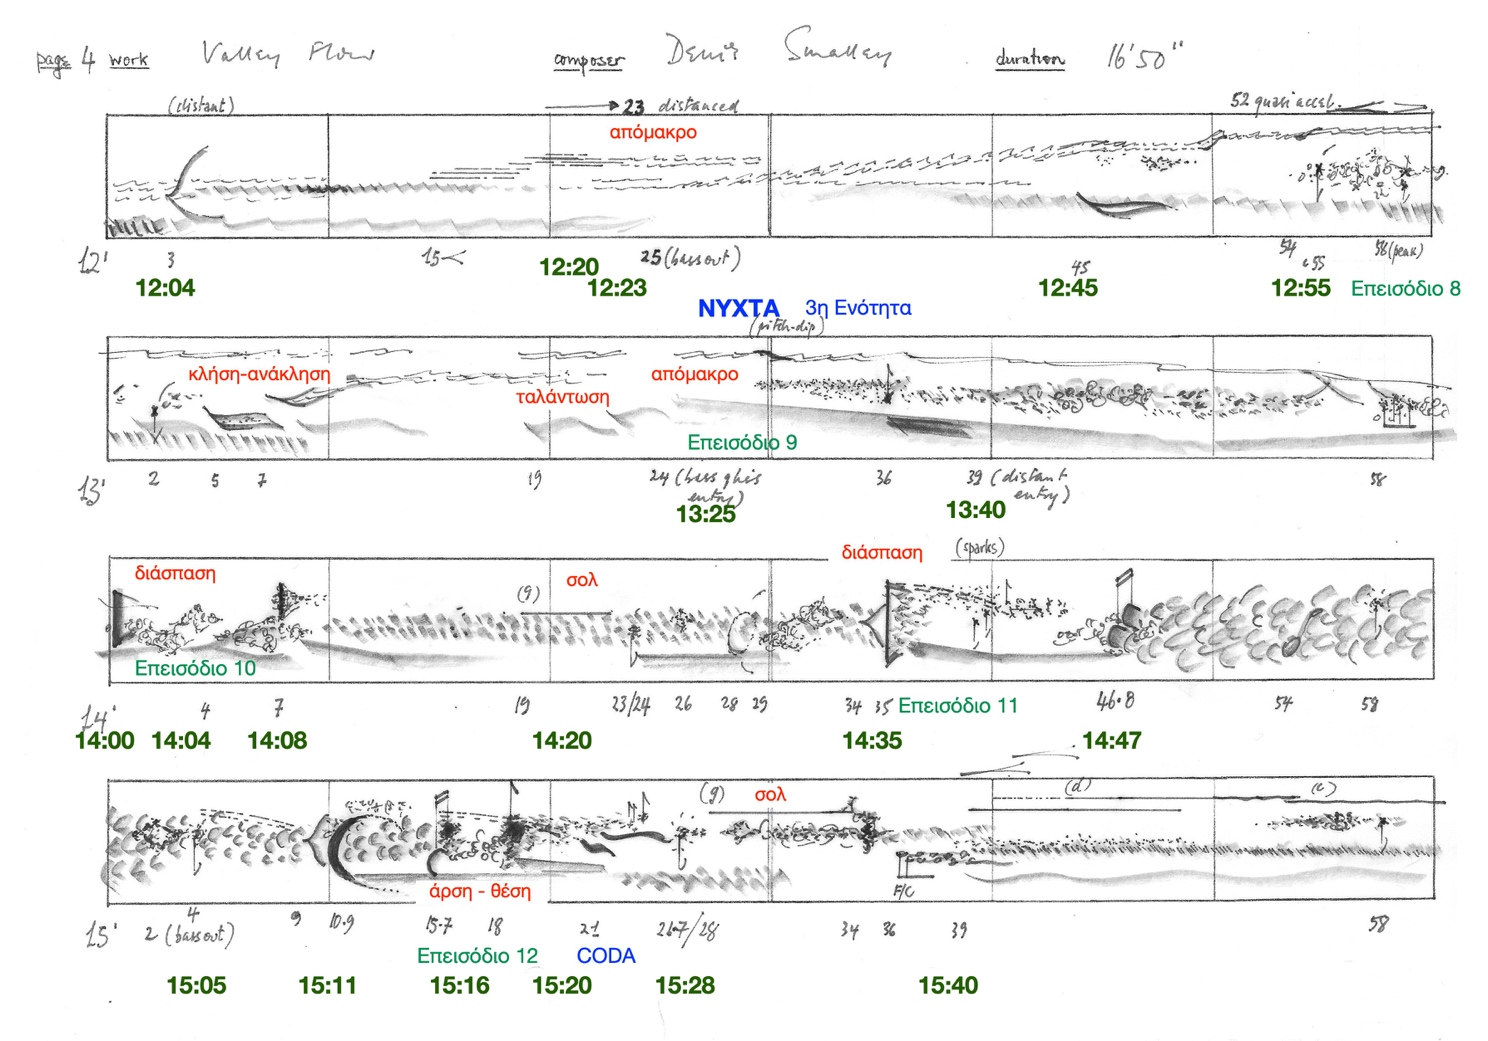 page 4 work Valley Flow composer Denis Smalley duration 16'50"
(distant) 23 distanced 52 quasi accel.
απόμακρο
12' 3 15 25 (bass out) 45 54 55 58 (peak)
12:04 12:20 12:23 12:45 12:55 Επεισόδιο 8
ΝΥΧΤΑ 3η Ενότητα
(pitch-dip)
κλήση-ανάκληση ταλάντωση απόμακρο
Επεισόδιο 9
13' 2 5 7 19 24 (bass gliss entry) 36 39 (distant entry) 58
13:25 13:40
διάσπαση (g) σολ διάσπαση (sparks)
Επεισόδιο 10
14' 4 7 19 23/24 26 28 29 34 35 Επεισόδιο 11 46.8 54 58
14:00 14:04 14:08 14:20 14:35 14:47
(g) σολ (d) (c)
άρση - θέση F/C
15' 2 (bass out) 4 9 10.9 15.7 18 21 34 36 39 58
Επεισόδιο 12 CODA
15:05 15:11 15:16 15:20 15:28 15:40